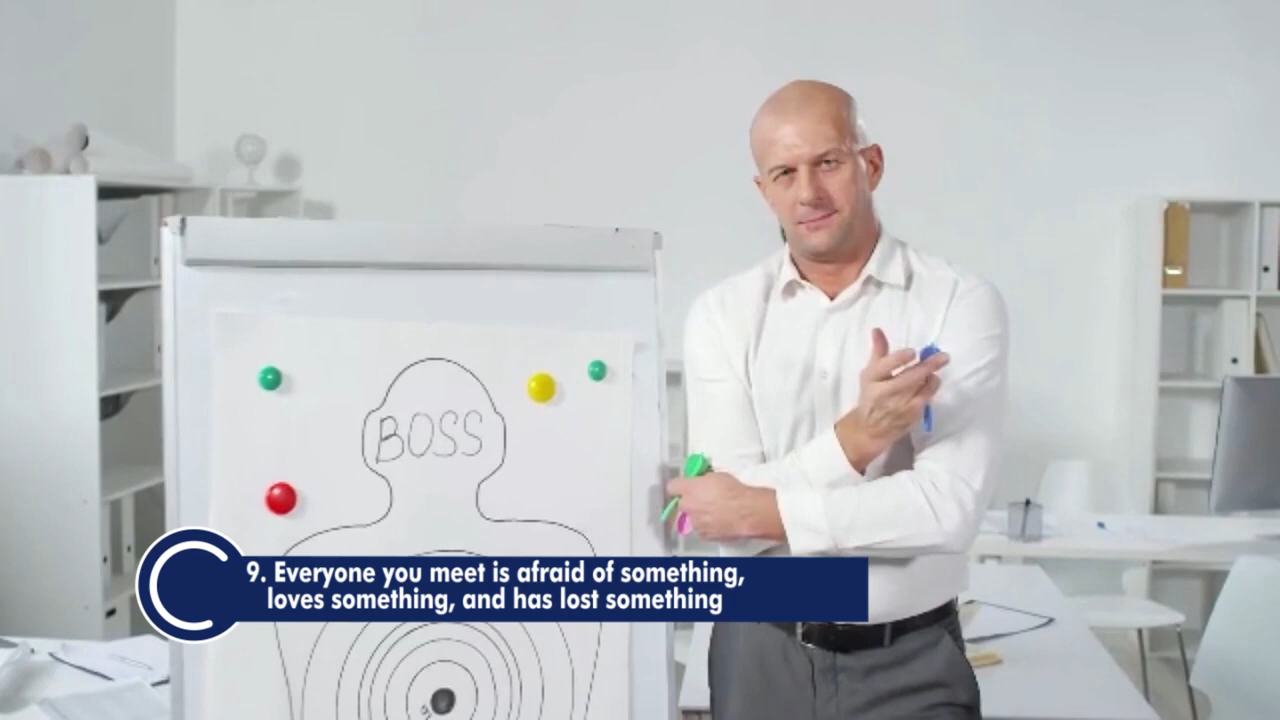 BOSS
9. Everyone you meet is afraid of something,
loves something, and has lost something